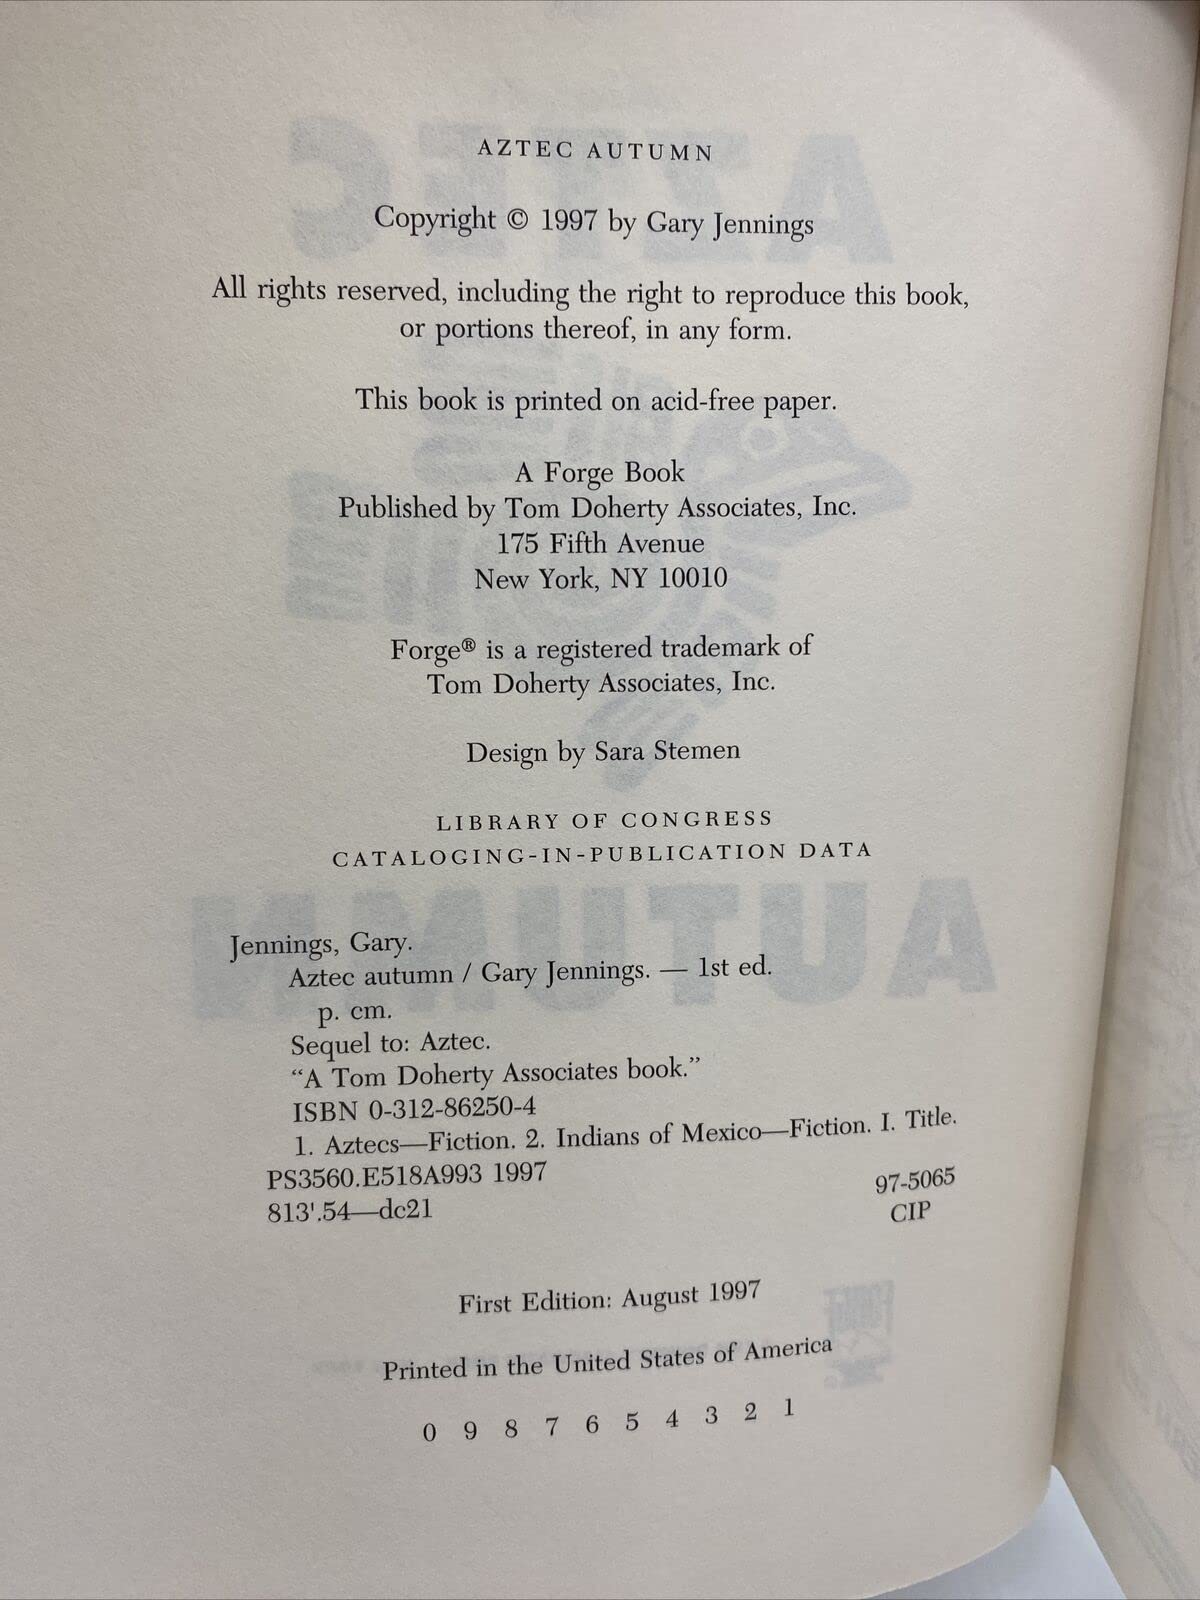 AZTEC AUTUMN
Copyright © 1997 by Gary Jennings
All rights reserved, including the right to reproduce this book,
or portions thereof, in any form.
This book is printed on acid-free paper.
A Forge Book
Published by Tom Doherty Associates, Inc.
175 Fifth Avenue
New York, NY 10010
Forge® is a registered trademark of
Tom Doherty Associates, Inc.
Design by Sara Stemen
LIBRARY OF CONGRESS
CATALOGING-IN-PUBLICATION DATA
Jennings, Gary.
Aztec autumn / Gary Jennings. — 1st ed.
p. cm.
Sequel to: Aztec.
“A Tom Doherty Associates book.”
ISBN 0-312-86250-4
1. Aztecs—Fiction. 2. Indians of Mexico—Fiction. I. Title.
PS3560.E518A993 1997
97-5065
813'.54—dc21
CIP
First Edition: August 1997
Printed in the United States of America
0 9 8 7 6 5 4 3 2 1
AZTEC
AUTUMN
FORGE